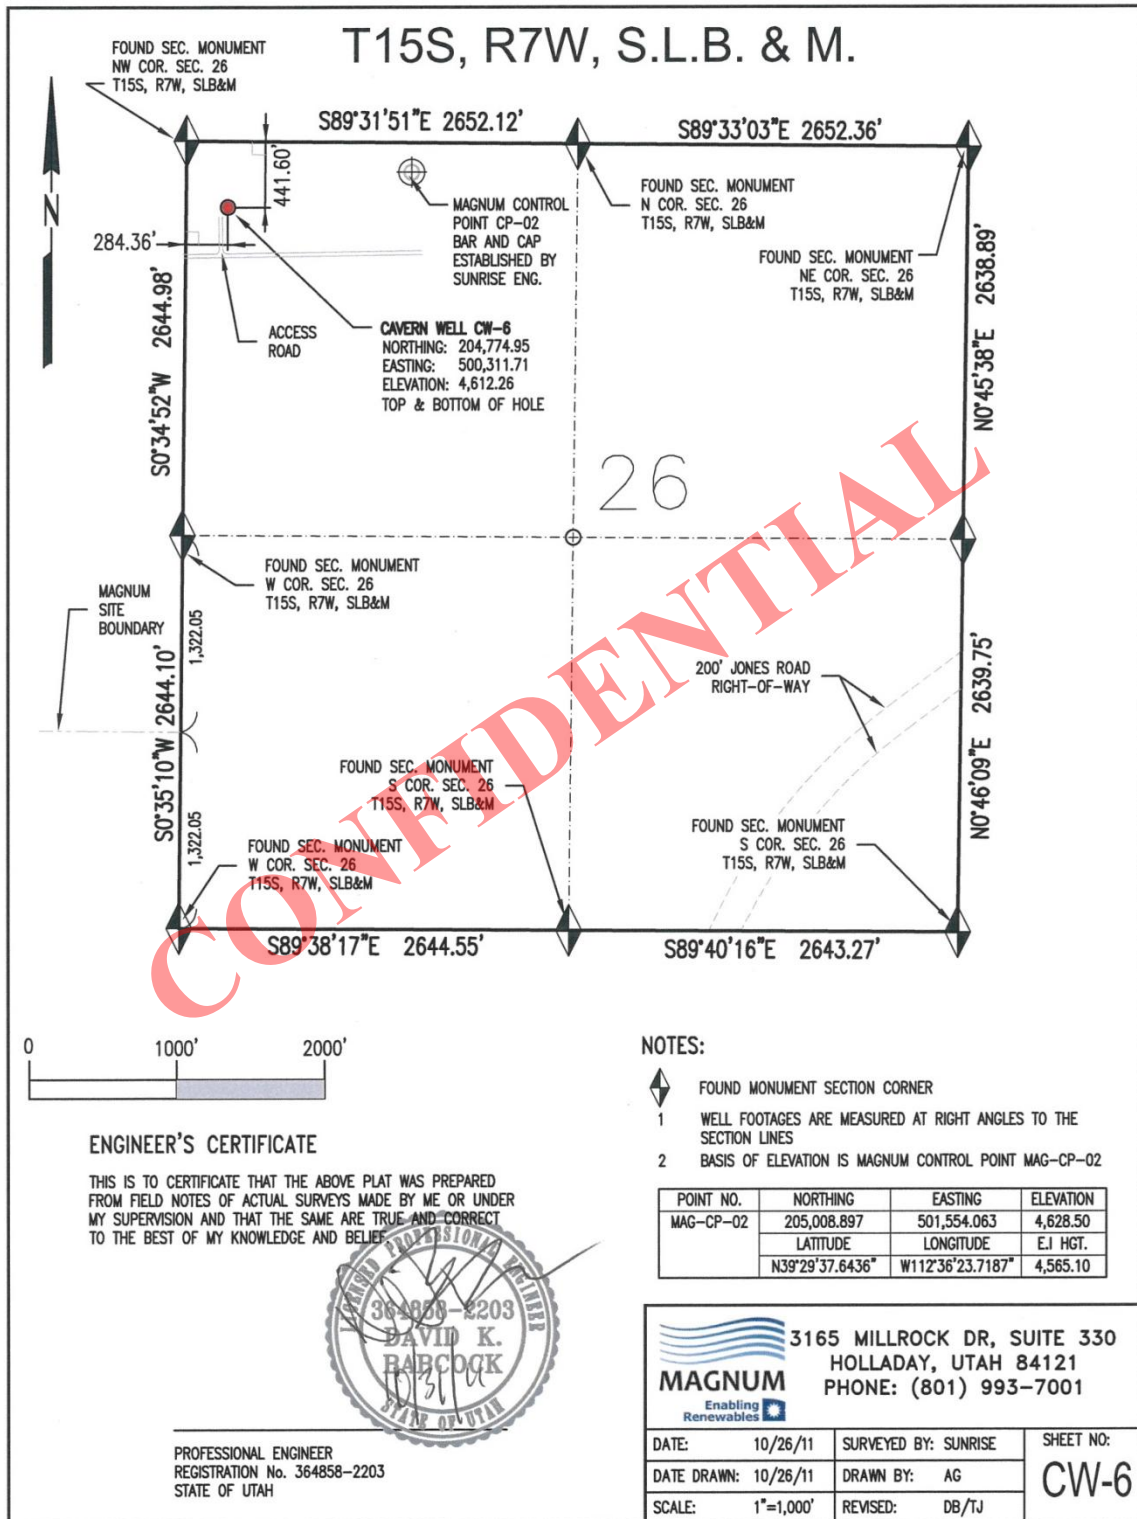 T15S, R7W, S.L.B. & M.
FOUND SEC. MONUMENT
NW COR. SEC. 26
T15S, R7W, SLB&M
S89°31'51"E 2652.12'
S89°33'03"E 2652.36'
N
441.60'
284.36'
MAGNUM CONTROL
POINT CP-02
BAR AND CAP
ESTABLISHED BY
SUNRISE ENG.
FOUND SEC. MONUMENT
N COR. SEC. 26
T15S, R7W, SLB&M
FOUND SEC. MONUMENT
NE COR. SEC. 26
T15S, R7W, SLB&M
S0°34'52"W 2644.98'
N0°45'38"E 2638.89'
ACCESS
ROAD
CAVERN WELL CW-6
NORTHING: 204,774.95
EASTING: 500,311.71
ELEVATION: 4,612.26
TOP & BOTTOM OF HOLE
26
CONFIDENTIAL
FOUND SEC. MONUMENT
W COR. SEC. 26
T15S, R7W, SLB&M
MAGNUM
SITE
BOUNDARY
1,322.05
S0°35'10"W 2644.10'
1,322.05
200' JONES ROAD
RIGHT-OF-WAY
N0°46'09"E 2639.75'
FOUND SEC. MONUMENT
S COR. SEC. 26
T15S, R7W, SLB&M
FOUND SEC. MONUMENT
W COR. SEC. 26
T15S, R7W, SLB&M
FOUND SEC. MONUMENT
S COR. SEC. 26
T15S, R7W, SLB&M
S89°38'17"E 2644.55'
S89°40'16"E 2643.27'
0 1000' 2000'
NOTES:
FOUND MONUMENT SECTION CORNER
1 WELL FOOTAGES ARE MEASURED AT RIGHT ANGLES TO THE
SECTION LINES
2 BASIS OF ELEVATION IS MAGNUM CONTROL POINT MAG-CP-02
POINT NO. NORTHING EASTING ELEVATION
MAG-CP-02 205,008.897 501,554.063 4,628.50
LATITUDE LONGITUDE E.I HGT.
N39°29'37.6436" W112°36'23.7187" 4,565.10
ENGINEER'S CERTIFICATE
THIS IS TO CERTIFICATE THAT THE ABOVE PLAT WAS PREPARED
FROM FIELD NOTES OF ACTUAL SURVEYS MADE BY ME OR UNDER
MY SUPERVISION AND THAT THE SAME ARE TRUE AND CORRECT
TO THE BEST OF MY KNOWLEDGE AND BELIEF.
LICENSED PROFESSIONAL ENGINEER
364858-2203
DAVID K.
BABCOCK
10/31/11
STATE OF UTAH
PROFESSIONAL ENGINEER
REGISTRATION No. 364858-2203
STATE OF UTAH
MAGNUM
Enabling
Renewables
3165 MILLROCK DR, SUITE 330
HOLLADAY, UTAH 84121
PHONE: (801) 993-7001
DATE: 10/26/11 SURVEYED BY: SUNRISE SHEET NO:
DATE DRAWN: 10/26/11 DRAWN BY: AG CW-6
SCALE: 1"=1,000' REVISED: DB/TJ